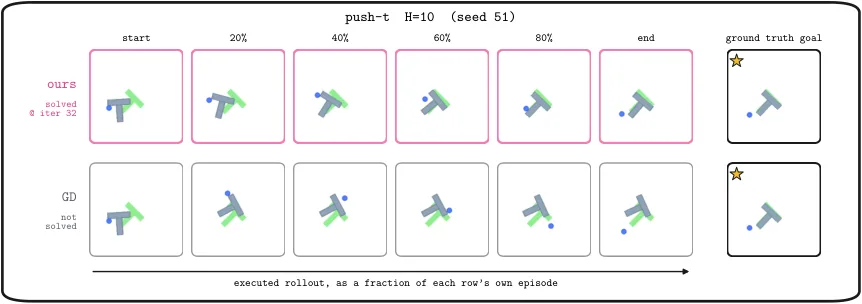 push-t H=10 (seed 51)
start 20% 40% 60% 80% end ground truth goal
ours
solved
@ iter 32
GD
not
solved
executed rollout, as a fraction of each row's own episode